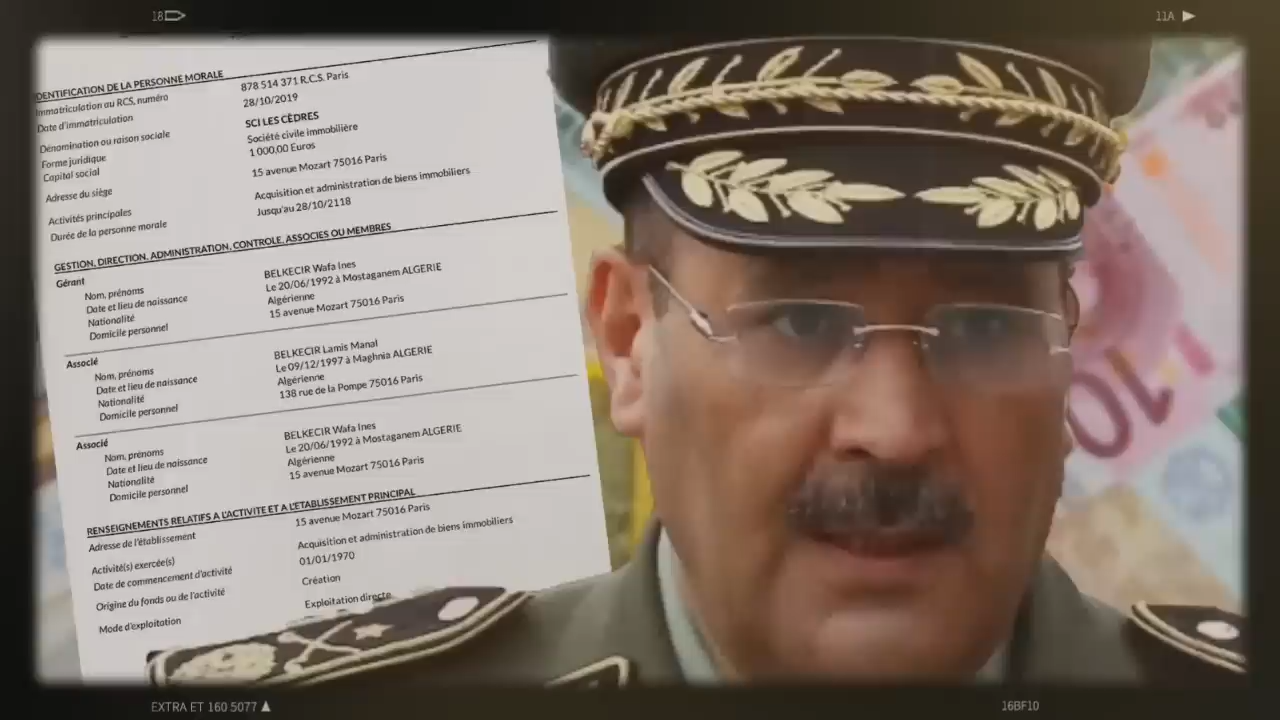 18
11A
IDENTIFICATION DE LA PERSONNE MORALE
Immatriculation au RCS, numéro 878 514 371 R.C.S. Paris
Date d'immatriculation 28/10/2019
Dénomination ou raison sociale SCI LES CÈDRES
Forme juridique Société civile immobilière
Capital social 1 000,00 Euros
Adresse du siège 15 avenue Mozart 75016 Paris
Activités principales Acquisition et administration de biens immobiliers
Durée de la personne morale Jusqu'au 28/10/2118
GESTION, DIRECTION, ADMINISTRATION, CONTROLE, ASSOCIES OU MEMBRES
Gérant
Nom, prénoms BELKECIR Wafa Ines
Date et lieu de naissance Le 20/06/1992 à Mostaganem ALGERIE
Nationalité Algérienne
Domicile personnel 15 avenue Mozart 75016 Paris
Associé
Nom, prénoms BELKECIR Lamis Manal
Date et lieu de naissance Le 09/12/1997 à Maghnia ALGERIE
Nationalité Algérienne
Domicile personnel 138 rue de la Pompe 75016 Paris
Associé
Nom, prénoms BELKECIR Wafa Ines
Date et lieu de naissance Le 20/06/1992 à Mostaganem ALGERIE
Nationalité Algérienne
Domicile personnel 15 avenue Mozart 75016 Paris
RENSEIGNEMENTS RELATIFS A L'ACTIVITE ET A L'ETABLISSEMENT PRINCIPAL
Adresse de l'établissement 15 avenue Mozart 75016 Paris
Activité(s) exercée(s) Acquisition et administration de biens immobiliers
Date de commencement d'activité 01/01/1970
Origine du fonds ou de l'activité Création
Mode d'exploitation Exploitation directe
10
EXTRA ET 160 5077
16BF10